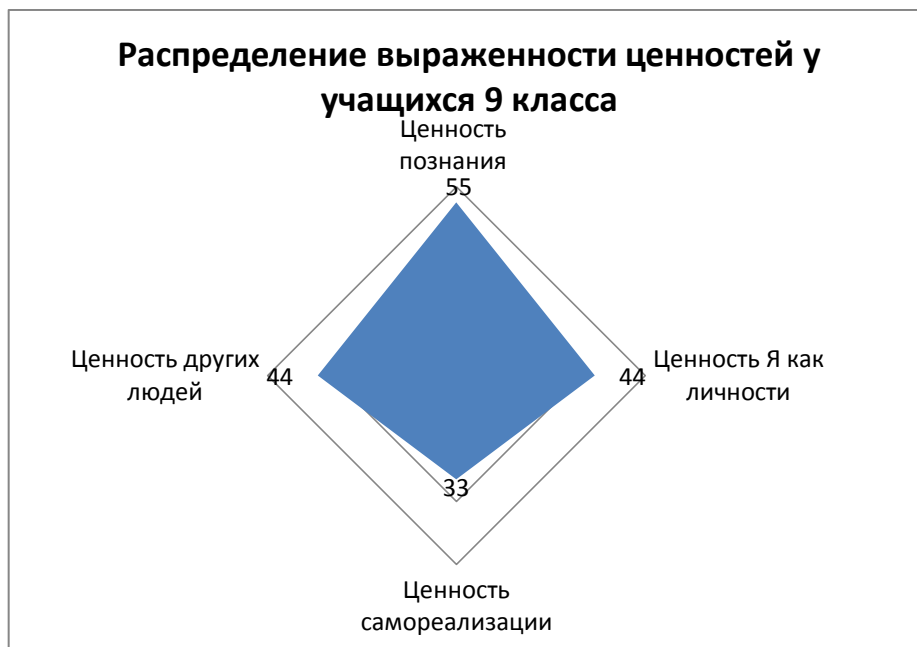 Распределение выраженности ценностей у
учащихся 9 класса
Ценность
познания
55
Ценность других
людей
44
44
Ценность Я как
личности
33
Ценность
самореализации